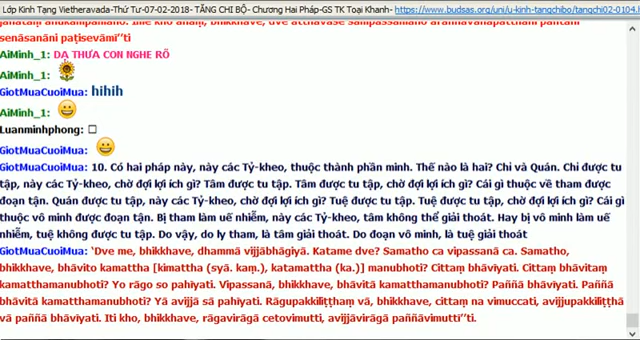 Lớp Kinh Tạng Vietheravada-Thứ Tư-07-02-2018- TĂNG CHI BỘ- Chương Hai Pháp-GS TK Toại Khanh- https://www.budsas.org/uni/u-kinh-tangchibo/tangchi02-0104.h
janataṃ anukampamāno. Ime kho ahaṃ, bhikkhave, dve atthavase sampassamāno araññavanapatthāni pantāni
senāsanāni paṭisevāmī’’ti
AiMinh_1: DẠ THƯA CON NGHE RÕ
AiMinh_1:
GiotMuaCuoiMua: hihih
AiMinh_1:
Luanminhphong:
GiotMuaCuoiMua:
GiotMuaCuoiMua: 10. Có hai pháp này, này các Tỷ-kheo, thuộc thành phần minh. Thế nào là hai? Chỉ và Quán. Chỉ được tu
tập, này các Tỷ-kheo, chờ đợi lợi ích gì? Tâm được tu tập. Tâm được tu tập, chờ đợi lợi ích gì? Cái gì thuộc về tham được
đoạn tận. Quán được tu tập, này các Tỷ-kheo, chờ đợi lợi ích gì? Tuệ được tu tập. Tuệ được tu tập, chờ đợi lợi ích gì? Cái gì
thuộc vô minh được đoạn tận. Bị tham làm uế nhiễm, này các Tỷ-kheo, tâm không thể giải thoát. Hay bị vô minh làm uế
nhiễm, tuệ không được tu tập. Do vậy, do ly tham, là tâm giải thoát. Do đoạn vô minh, là tuệ giải thoát
GiotMuaCuoiMua: ‘Dve me, bhikkhave, dhammā vijjābhāgiyā. Katame dve? Samatho ca vipassanā ca. Samatho,
bhikkhave, bhāvito kamattha [kimattha (syā. kaṃ.), katamattha (ka.)] manubhoti? Cittaṃ bhāvīyati. Cittaṃ bhāvitaṃ
kamatthamanubhoti? Yo rāgo so pahīyati. Vipassanā, bhikkhave, bhāvitā kamatthamanubhoti? Paññā bhāvīyati. Paññā
bhāvitā kamatthamanubhoti? Yā avijjā sā pahīyati. Rāgupakkiliṭṭhaṃ vā, bhikkhave, cittaṃ na vimuccati, avijjupakkiliṭṭhā
vā paññā bhāvīyati. Iti kho, bhikkhave, rāgavirāgā cetovimutti, avijjāvirāgā paññāvimuttī’’ti.